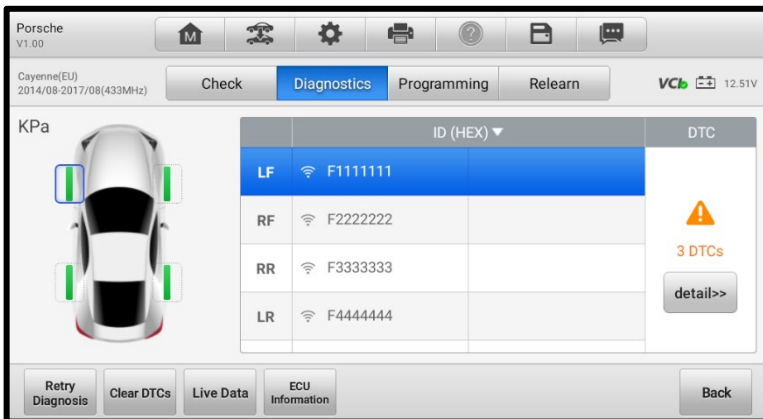 Porsche
V1.00
M
?
Cayenne(EU)
2014/08-2017/08(433MHz)
Check
Diagnostics
Programming
Relearn
VCb
12.51V
KPa
ID (HEX) ▼
DTC
LF F1111111
RF F2222222
RR F3333333
LR F4444444
3 DTCs
detail>>
Retry
Diagnosis
Clear DTCs
Live Data
ECU
Information
Back